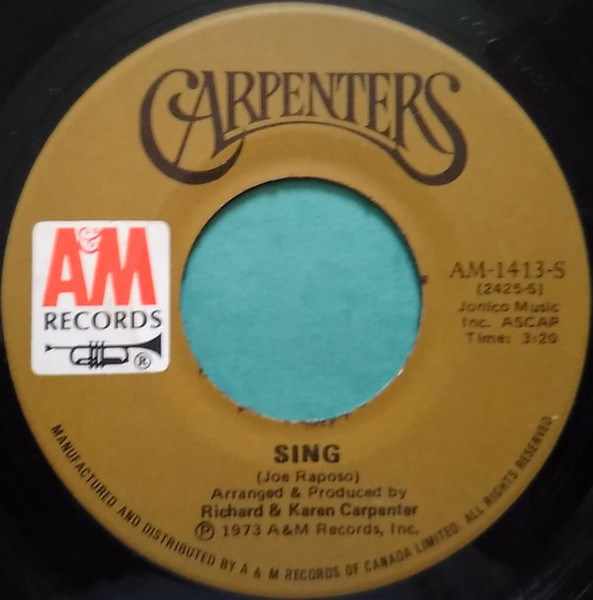 CARPENTERS
A&M
RECORDS
®
AM-1413-S
(2425-S)
Jonico Music
Inc. ASCAP
Time: 3:20
SING
(Joe Raposo)
Arranged & Produced by
Richard & Karen Carpenter
℗ 1973 A&M Records, Inc.
MANUFACTURED AND DISTRIBUTED BY A & M RECORDS OF CANADA LIMITED. ALL RIGHTS RESERVED